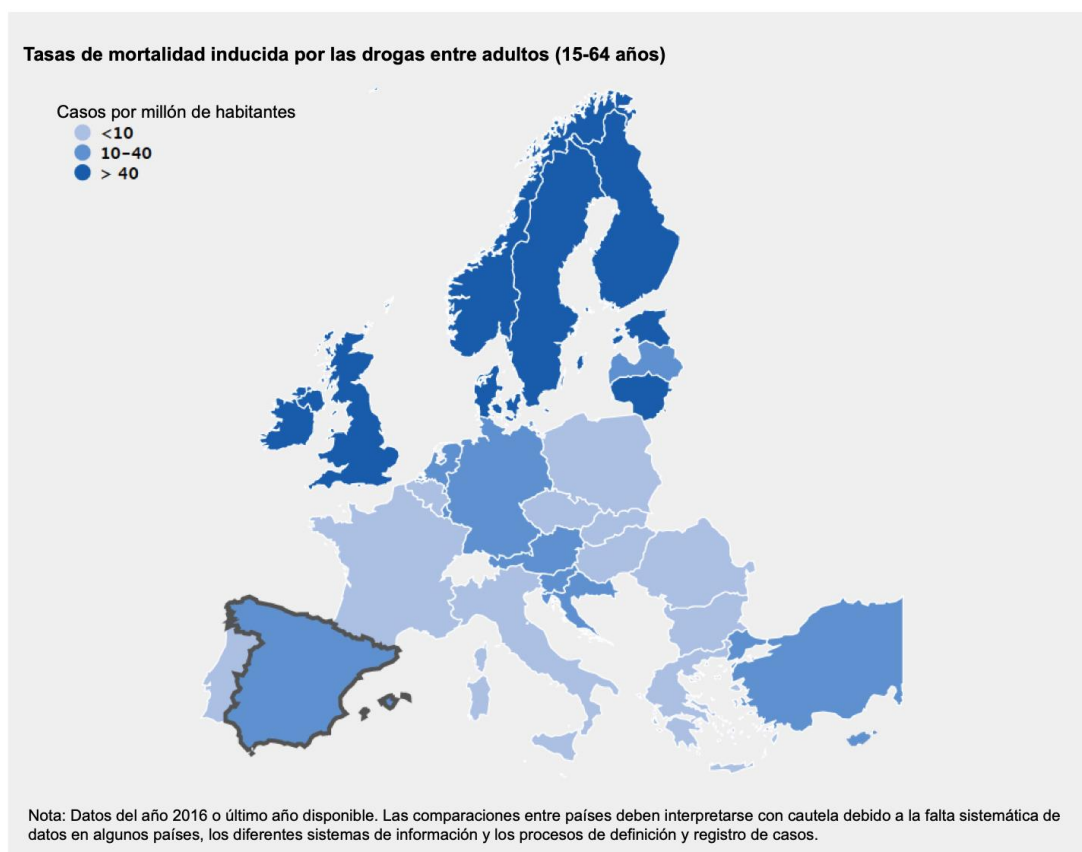 Tasas de mortalidad inducida por las drogas entre adultos (15-64 años)
Casos por millón de habitantes
<10
10-40
> 40
Nota: Datos del año 2016 o último año disponible. Las comparaciones entre países deben interpretarse con cautela debido a la falta sistemática de
datos en algunos países, los diferentes sistemas de información y los procesos de definición y registro de casos.